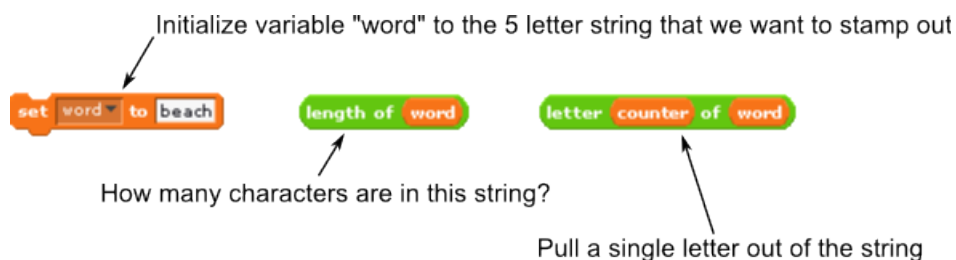 Initialize variable "word" to the 5 letter string that we want to stamp out
set word to beach
length of word
letter counter of word
How many characters are in this string?
Pull a single letter out of the string